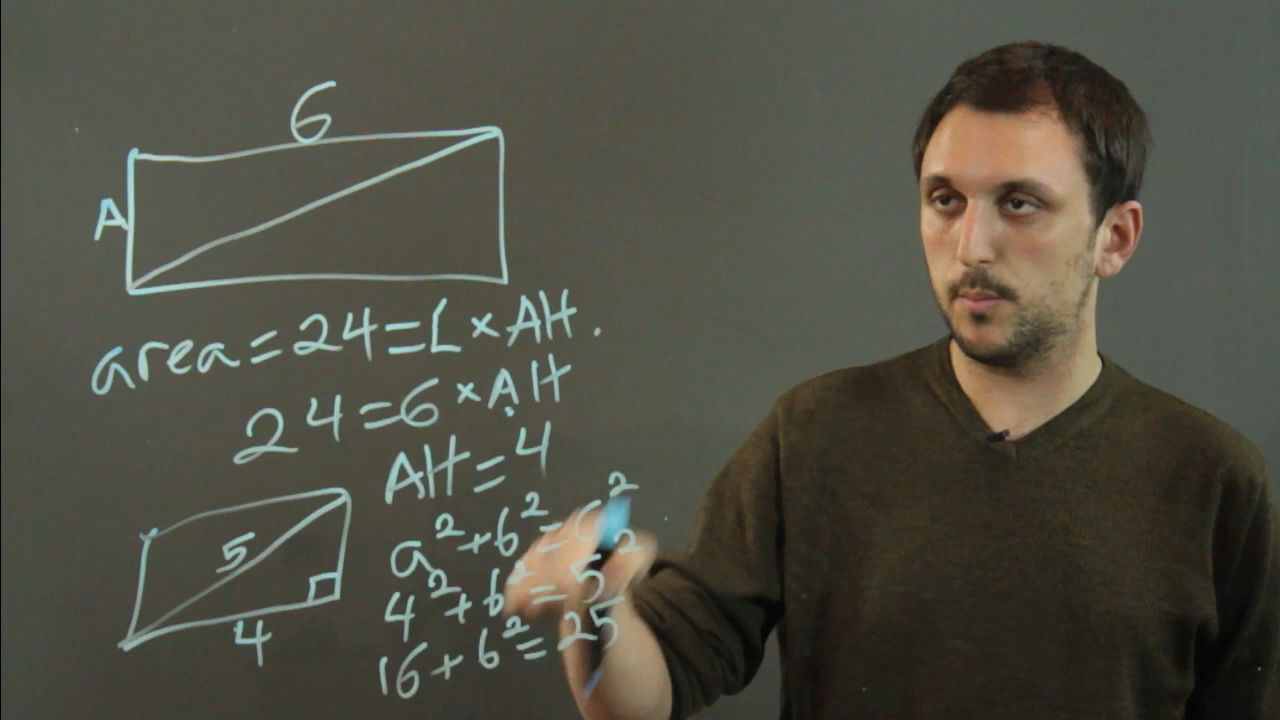 6
A
area=24=L×AH.
24=6×AH
AH=4
a²+b²=c²
4²+b²=5²
16+b²=25
5
4